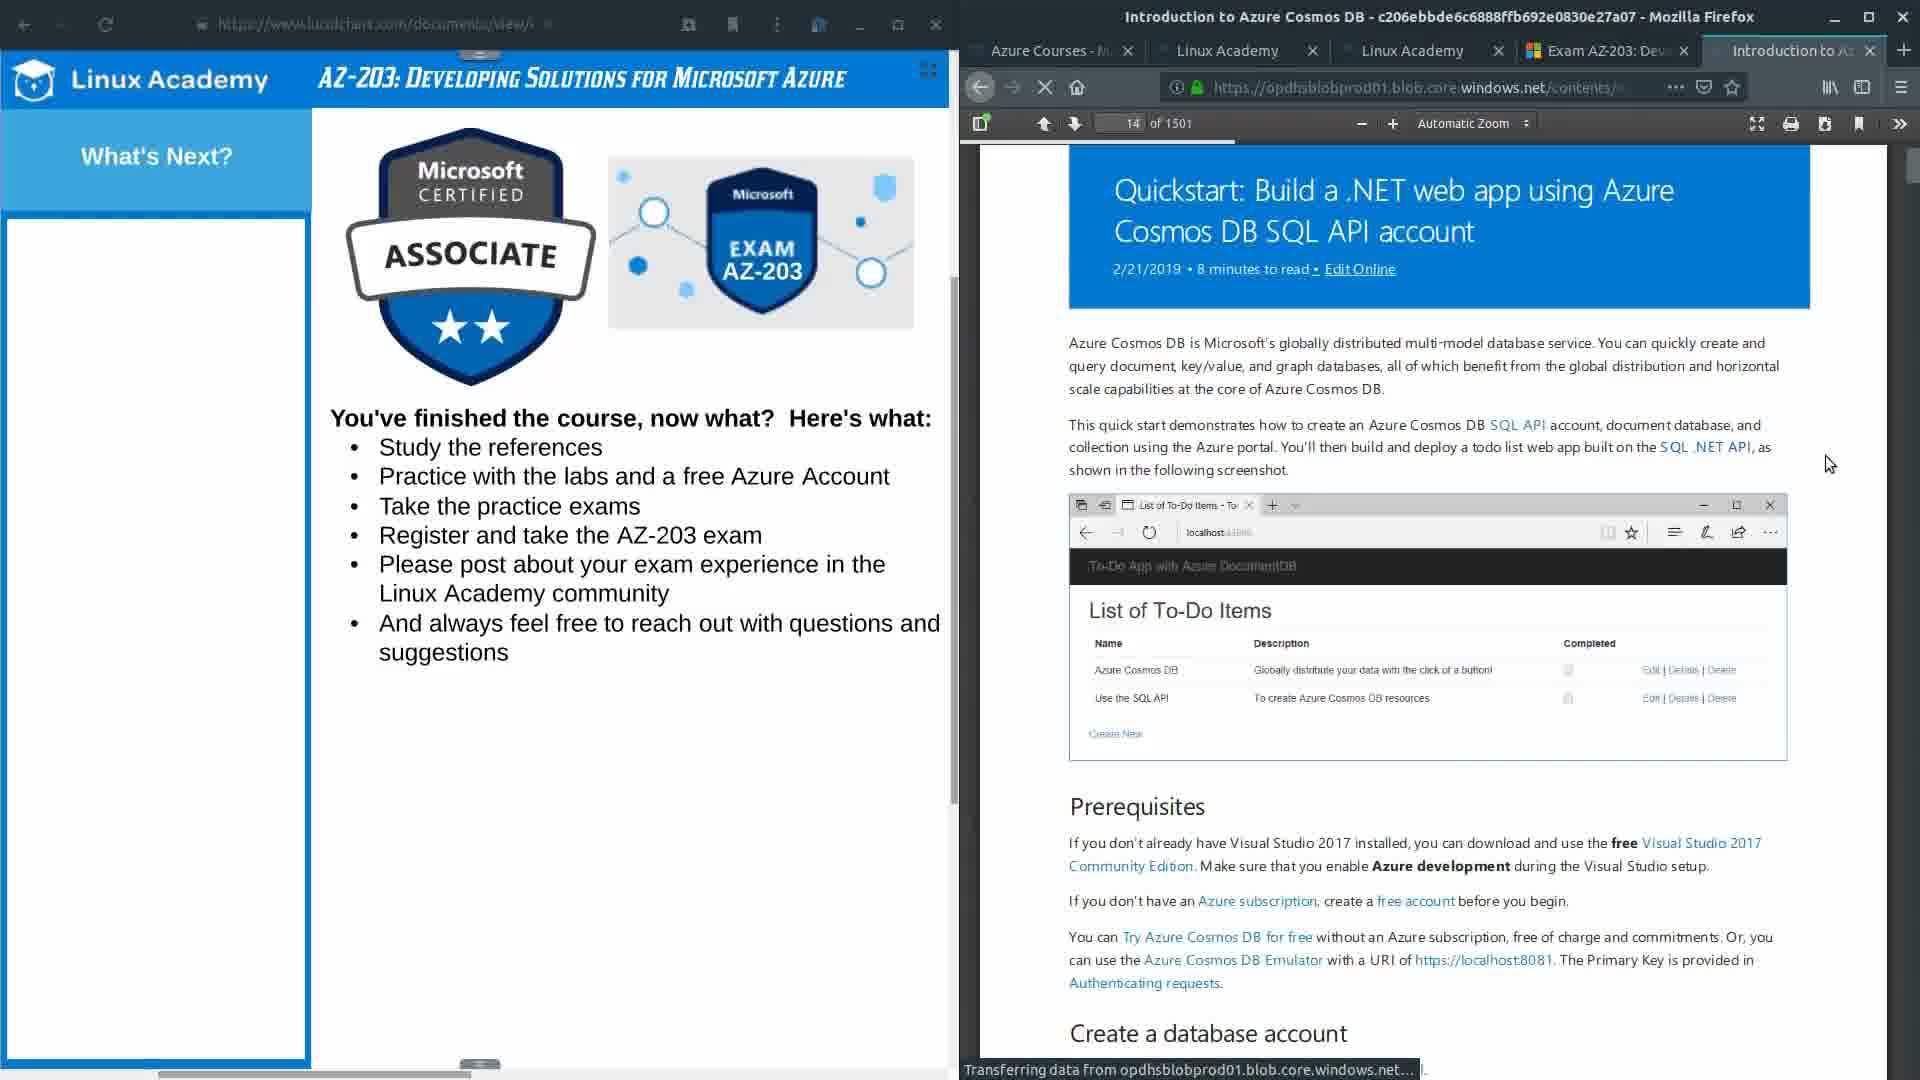 https://www.lucidchart.com/documents/view/
Linux Academy
AZ-203: Developing Solutions for Microsoft Azure
What's Next?
Microsoft
CERTIFIED
ASSOCIATE
Microsoft
EXAM
AZ-203
You've finished the course, now what? Here's what:
• Study the references
• Practice with the labs and a free Azure Account
• Take the practice exams
• Register and take the AZ-203 exam
• Please post about your exam experience in the
Linux Academy community
• And always feel free to reach out with questions and
suggestions
Introduction to Azure Cosmos DB - c206ebbde6c6888ffb692e0830e27a07 - Mozilla Firefox
Azure Courses - M
Linux Academy
Linux Academy
Exam AZ-203: Dev
Introduction to Az
https://opdhsblobprod01.blob.core.windows.net/contents/
14 of 1501
Automatic Zoom
Quickstart: Build a .NET web app using Azure
Cosmos DB SQL API account
2/21/2019 • 8 minutes to read • Edit Online
Azure Cosmos DB is Microsoft's globally distributed multi-model database service. You can quickly create and
query document, key/value, and graph databases, all of which benefit from the global distribution and horizontal
scale capabilities at the core of Azure Cosmos DB.
This quick start demonstrates how to create an Azure Cosmos DB SQL API account, document database, and
collection using the Azure portal. You'll then build and deploy a todo list web app built on the SQL .NET API, as
shown in the following screenshot.
List of To-Do Items - To
localhost
To-Do App with Azure DocumentDB
List of To-Do Items
Name Description Completed
Azure Cosmos DB Globally distribute your data with the click of a button! Edit | Details | Delete
Use the SQL API To create Azure Cosmos DB resources Edit | Details | Delete
Create New
Prerequisites
If you don't already have Visual Studio 2017 installed, you can download and use the free Visual Studio 2017
Community Edition. Make sure that you enable Azure development during the Visual Studio setup.
If you don't have an Azure subscription, create a free account before you begin.
You can Try Azure Cosmos DB for free without an Azure subscription, free of charge and commitments. Or, you
can use the Azure Cosmos DB Emulator with a URI of https://localhost:8081. The Primary Key is provided in
Authenticating requests.
Create a database account
Transferring data from opdhsblobprod01.blob.core.windows.net...